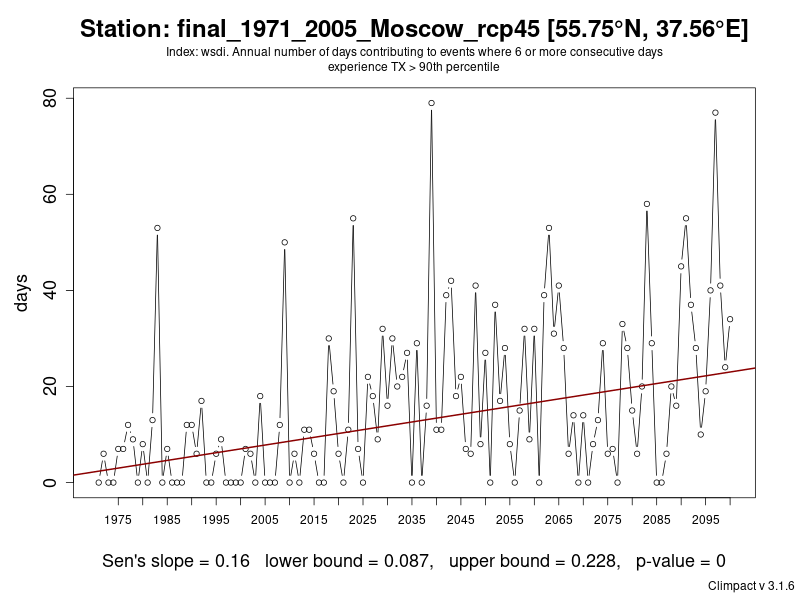 Station: final_1971_2005_Moscow_rcp45 [55.75°N, 37.56°E]
Index: wsdi. Annual number of days contributing to events where 6 or more consecutive days
experience TX > 90th percentile
80
60
40
20
0
days
1975 1985 1995 2005 2015 2025 2035 2045 2055 2065 2075 2085 2095
Sen's slope = 0.16 lower bound = 0.087, upper bound = 0.228, p-value = 0
Climpact v 3.1.6